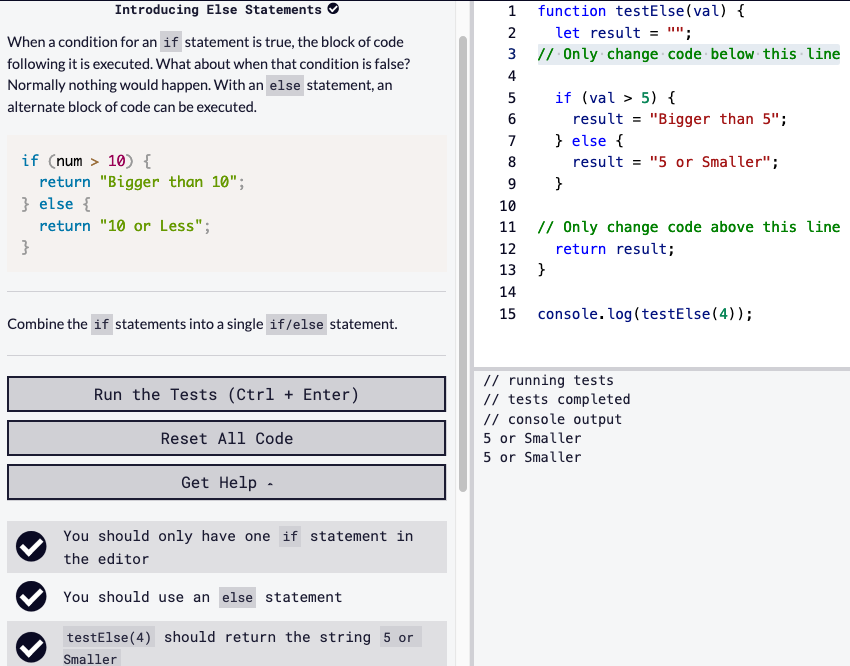 Introducing Else Statements
When a condition for an if statement is true, the block of code
following it is executed. What about when that condition is false?
Normally nothing would happen. With an else statement, an
alternate block of code can be executed.
if (num > 10) {
  return "Bigger than 10";
} else {
  return "10 or Less";
}
Combine the if statements into a single if/else statement.
Run the Tests (Ctrl + Enter)
Reset All Code
Get Help
You should only have one if statement in
the editor
You should use an else statement
testElse(4) should return the string 5 or
Smaller
1 function testElse(val) {
2   let result = "";
3 // Only change code below this line
4
5   if (val > 5) {
6     result = "Bigger than 5";
7   } else {
8     result = "5 or Smaller";
9   }
10
11 // Only change code above this line
12   return result;
13 }
14
15 console.log(testElse(4));
// running tests
// tests completed
// console output
5 or Smaller
5 or Smaller